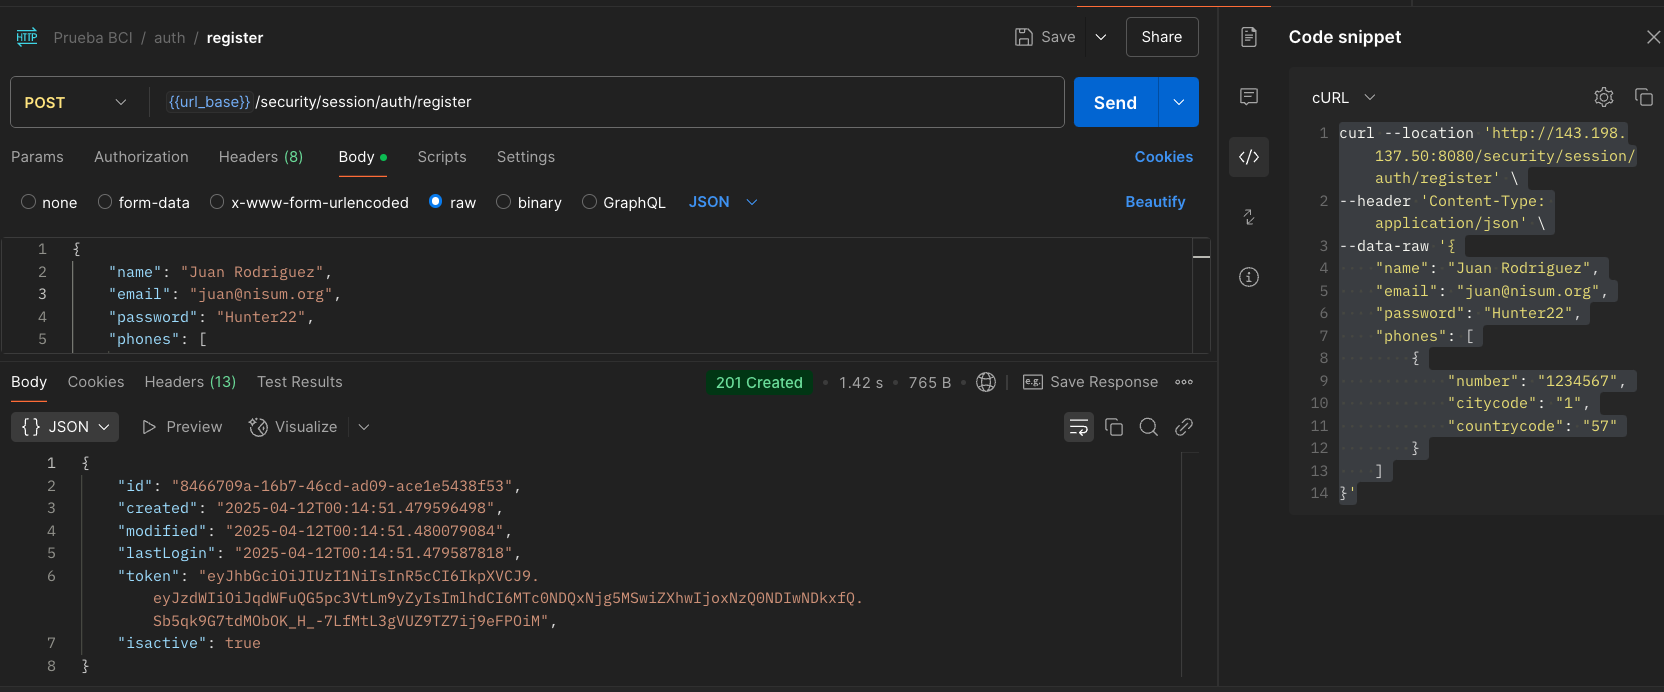 HTTP Prueba BCI / auth / register
Save
Share
POST
{{url_base}}/security/session/auth/register
Send
Params Authorization Headers (8) Body Scripts Settings
Cookies
none form-data x-www-form-urlencoded raw binary GraphQL JSON
Beautify
1 {
2 "name": "Juan Rodriguez",
3 "email": "juan@nisum.org",
4 "password": "Hunter22",
5 "phones": [
Body Cookies Headers (13) Test Results
201 Created • 1.42 s • 765 B
e.g. Save Response
{} JSON Preview Visualize
1 {
2 "id": "8466709a-16b7-46cd-ad09-ace1e5438f53",
3 "created": "2025-04-12T00:14:51.479596498",
4 "modified": "2025-04-12T00:14:51.480079084",
5 "lastLogin": "2025-04-12T00:14:51.479587818",
6 "token": "eyJhbGciOiJIUzI1NiIsInR5cCI6IkpXVCJ9.
eyJzdWIiOiJqdWFuQG5pc3VtLm9yZyIsImlhdCI6MTc0NDQxNjg5MSwiZXhwIjoxNzQ0NDIwNDkxfQ.
Sb5qk9G7tdMObOK_H_-7LfMtL3gVUZ9TZ7ij9eFPOiM",
7 "isactive": true
8 }
Code snippet
cURL
1 curl --location 'http://143.198.
137.50:8080/security/session/
auth/register' \
2 --header 'Content-Type:
application/json' \
3 --data-raw '{
4 "name": "Juan Rodriguez",
5 "email": "juan@nisum.org",
6 "password": "Hunter22",
7 "phones": [
8 {
9 "number": "1234567",
10 "citycode": "1",
11 "countrycode": "57"
12 }
13 ]
14 }'